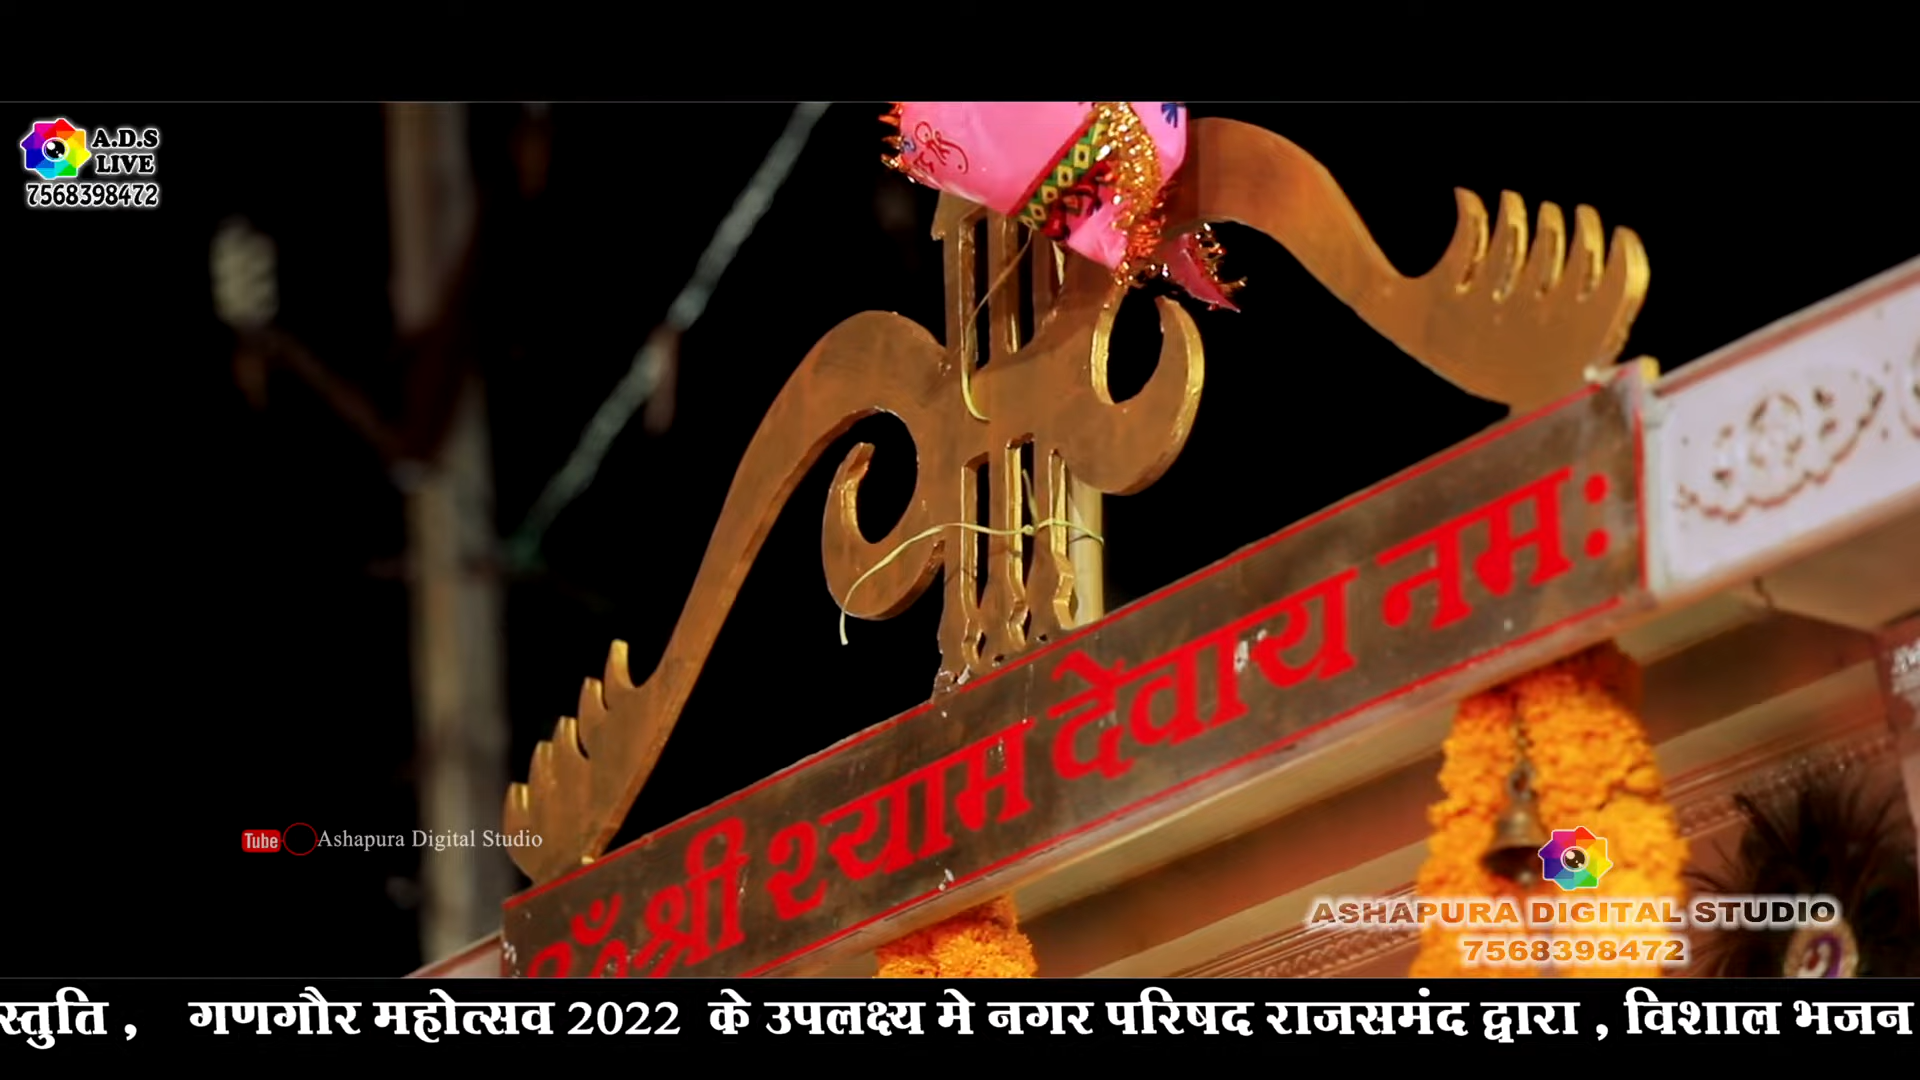 A.D.S
LIVE
7568398472
ॐ श्री श्याम देवाय नमः
Tube Ashapura Digital Studio
ASHAPURA DIGITAL STUDIO
7568398472
स्तुति , गणगौर महोत्सव 2022 के उपलक्ष्य मे नगर परिषद राजसमंद द्वारा , विशाल भजन